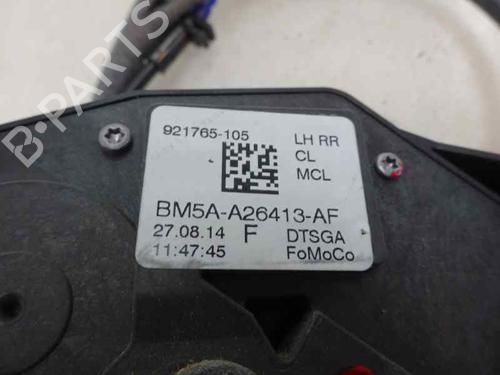 921765-105 LH RR
CL
MCL
BM5A-A26413-AF
27.08.14 F DTSGA
11:47:45 FoMoCo
B-PARTS